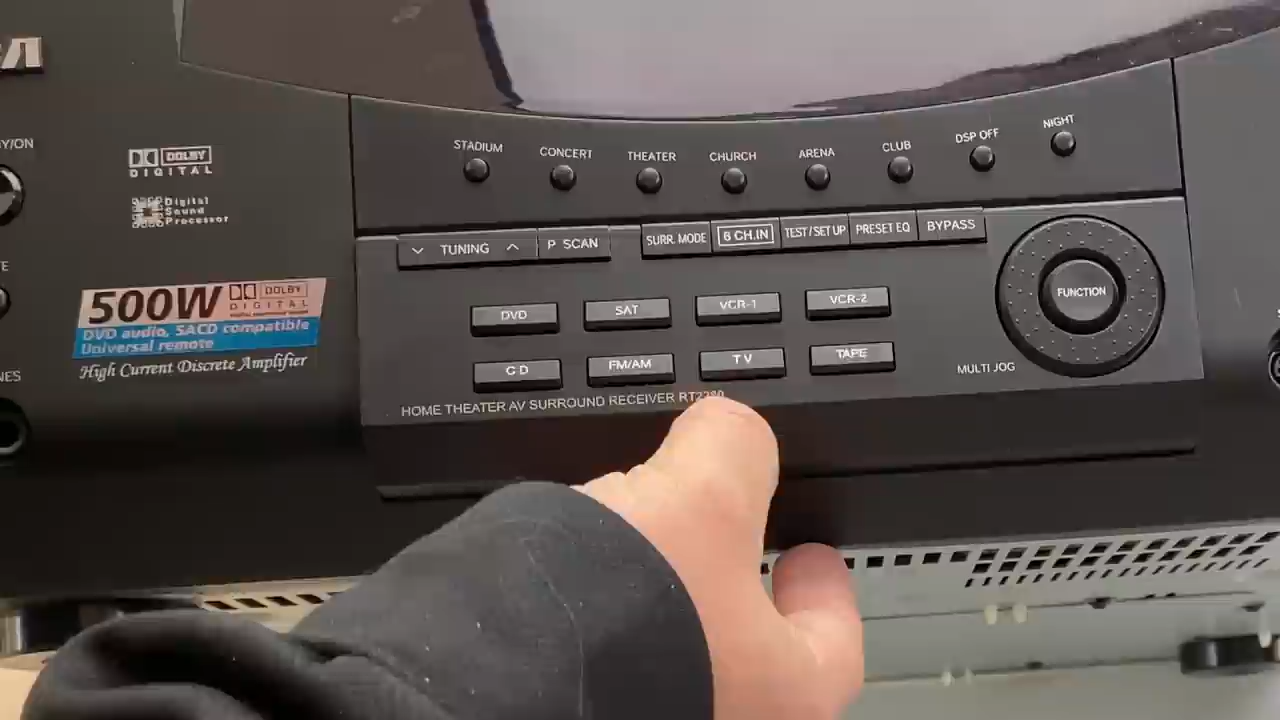 STADIUM
CONCERT
THEATER
CHURCH
ARENA
CLUB
DSP OFF
NIGHT
DOLBY
DIGITAL
Digital
Sound
Processor
TUNING
P SCAN
SURR. MODE
6 CH.IN
TEST/SET UP
PRESET EQ
BYPASS
500W
DOLBY
DIGITAL
DVD audio, SACD compatible
Universal remote
High Current Discrete Amplifier
DVD
SAT
VCR-1
VCR-2
FUNCTION
CD
FM/AM
TV
TAPE
MULTI JOG
HOME THEATER AV SURROUND RECEIVER